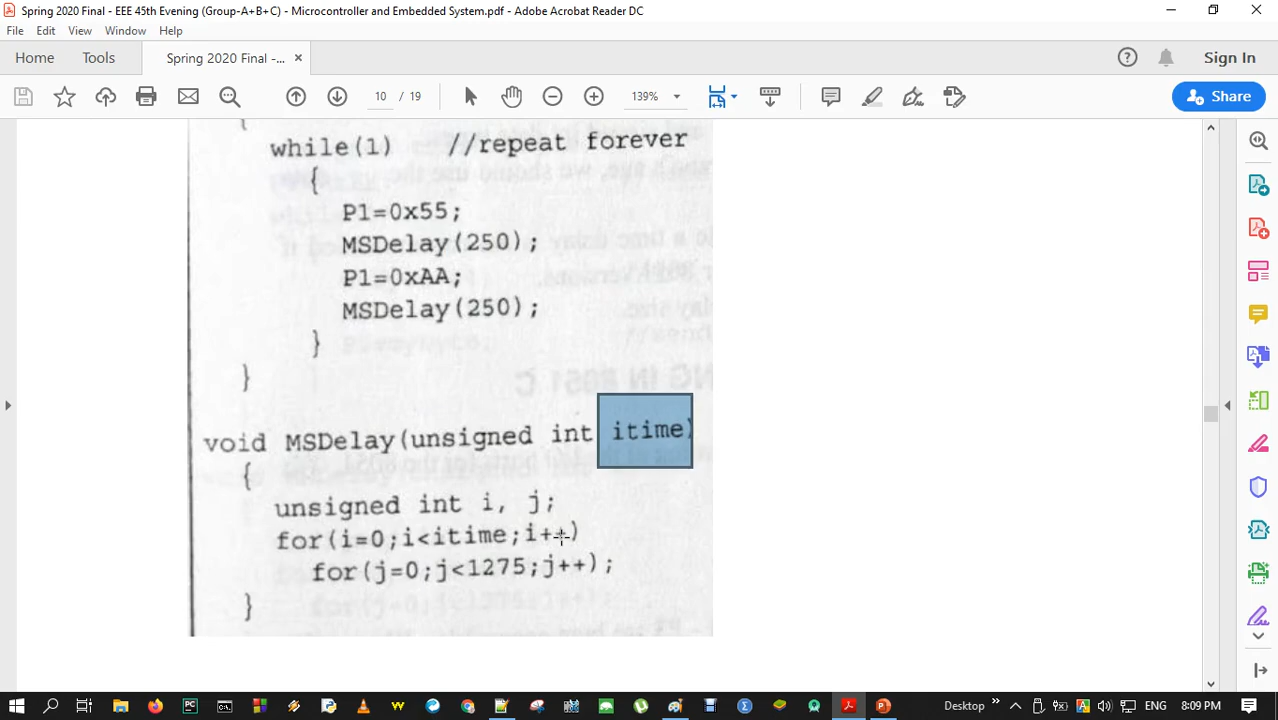 Spring 2020 Final - EEE 45th Evening (Group-A+B+C) - Microcontroller and Embedded System.pdf - Adobe Acrobat Reader DC
File Edit View Window Help
Home Tools Spring 2020 Final -... × Sign In
10 / 19 139% Share
{
while(1) //repeat forever
{
P1=0x55;
MSDelay(250);
P1=0xAA;
MSDelay(250);
}
}
void MSDelay(unsigned int itime)
{
unsigned int i, j;
for(i=0;i<itime;i++)
for(j=0;j<1275;j++);
}
Desktop ENG 8:09 PM